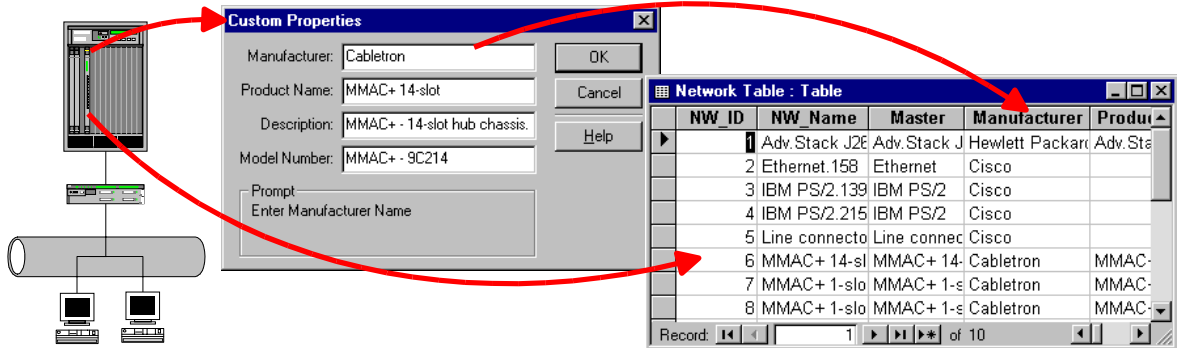 Custom Properties
Manufacturer: Cabletron
OK
Product Name: MMAC+ 14-slot
Cancel
Description: MMAC+ - 14-slot hub chassis.
Help
Model Number: MMAC+ - 9C214
Prompt
Enter Manufacturer Name
Network Table : Table
NW_ID NW_Name Master Manufacturer Produc
1 Adv.Stack J2 Adv.Stack J Hewlett Packar Adv.Sta
2 Ethernet.158 Ethernet Cisco
3 IBM PS/2.139 IBM PS/2 Cisco
4 IBM PS/2.215 IBM PS/2 Cisco
5 Line connecto Line connec Cisco
6 MMAC+ 14-sl MMAC+ 14- Cabletron MMAC-
7 MMAC+ 1-slo MMAC+ 1-s Cabletron MMAC-
8 MMAC+ 1-slo MMAC+ 1-s Cabletron MMAC-
Record: 1 of 10